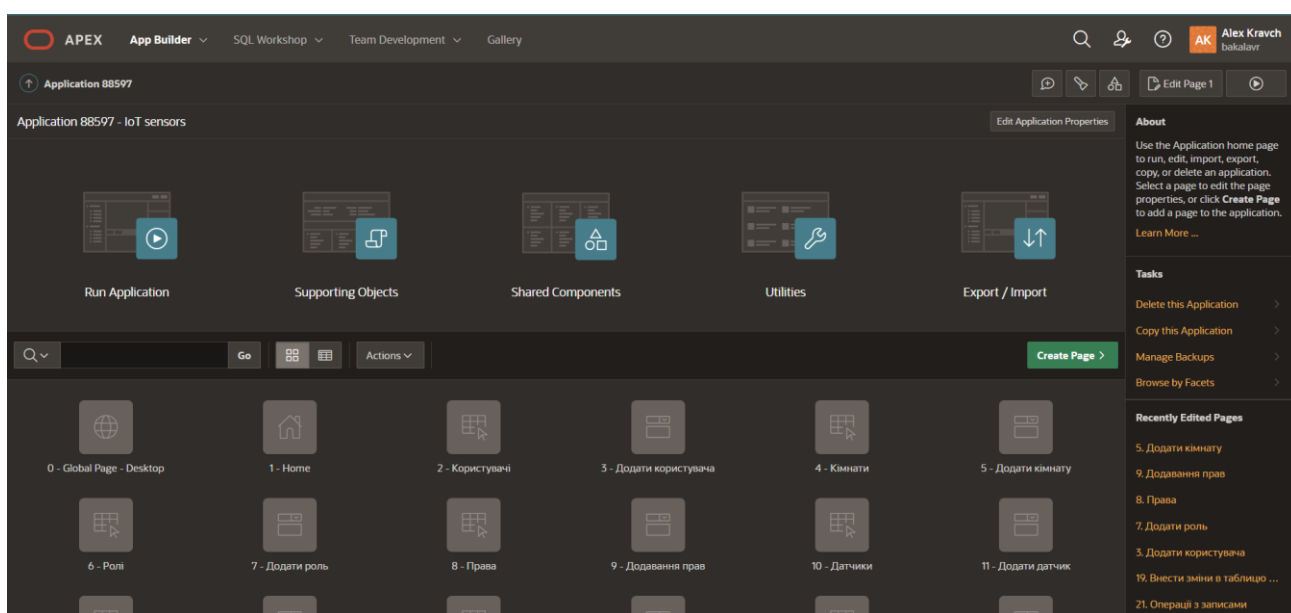 APEX App Builder SQL Workshop Team Development Gallery AK Alex Kravch
bakalavr
Application 88597 Edit Page 1
Application 88597 - IoT sensors Edit Application Properties
Run Application Supporting Objects Shared Components Utilities Export / Import
Go Actions Create Page
0 - Global Page - Desktop 1 - Home 2 - Користувачі 3 - Додати користувача 4 - Кімнати 5 - Додати кімнату
6 - Ролі 7 - Додати роль 8 - Права 9 - Додавання прав 10 - Датчики 11 - Додати датчик
About
Use the Application home page
to run, edit, import, export,
copy, or delete an application.
Select a page to edit the page
properties, or click Create Page
to add a page to the application.
Learn More ...
Tasks
Delete this Application
Copy this Application
Manage Backups
Browse by Facets
Recently Edited Pages
5. Додати кімнату
9. Додавання прав
8. Права
7. Додати роль
3. Додати користувача
19. Внести зміни в таблицю ...
21. Операції з записами